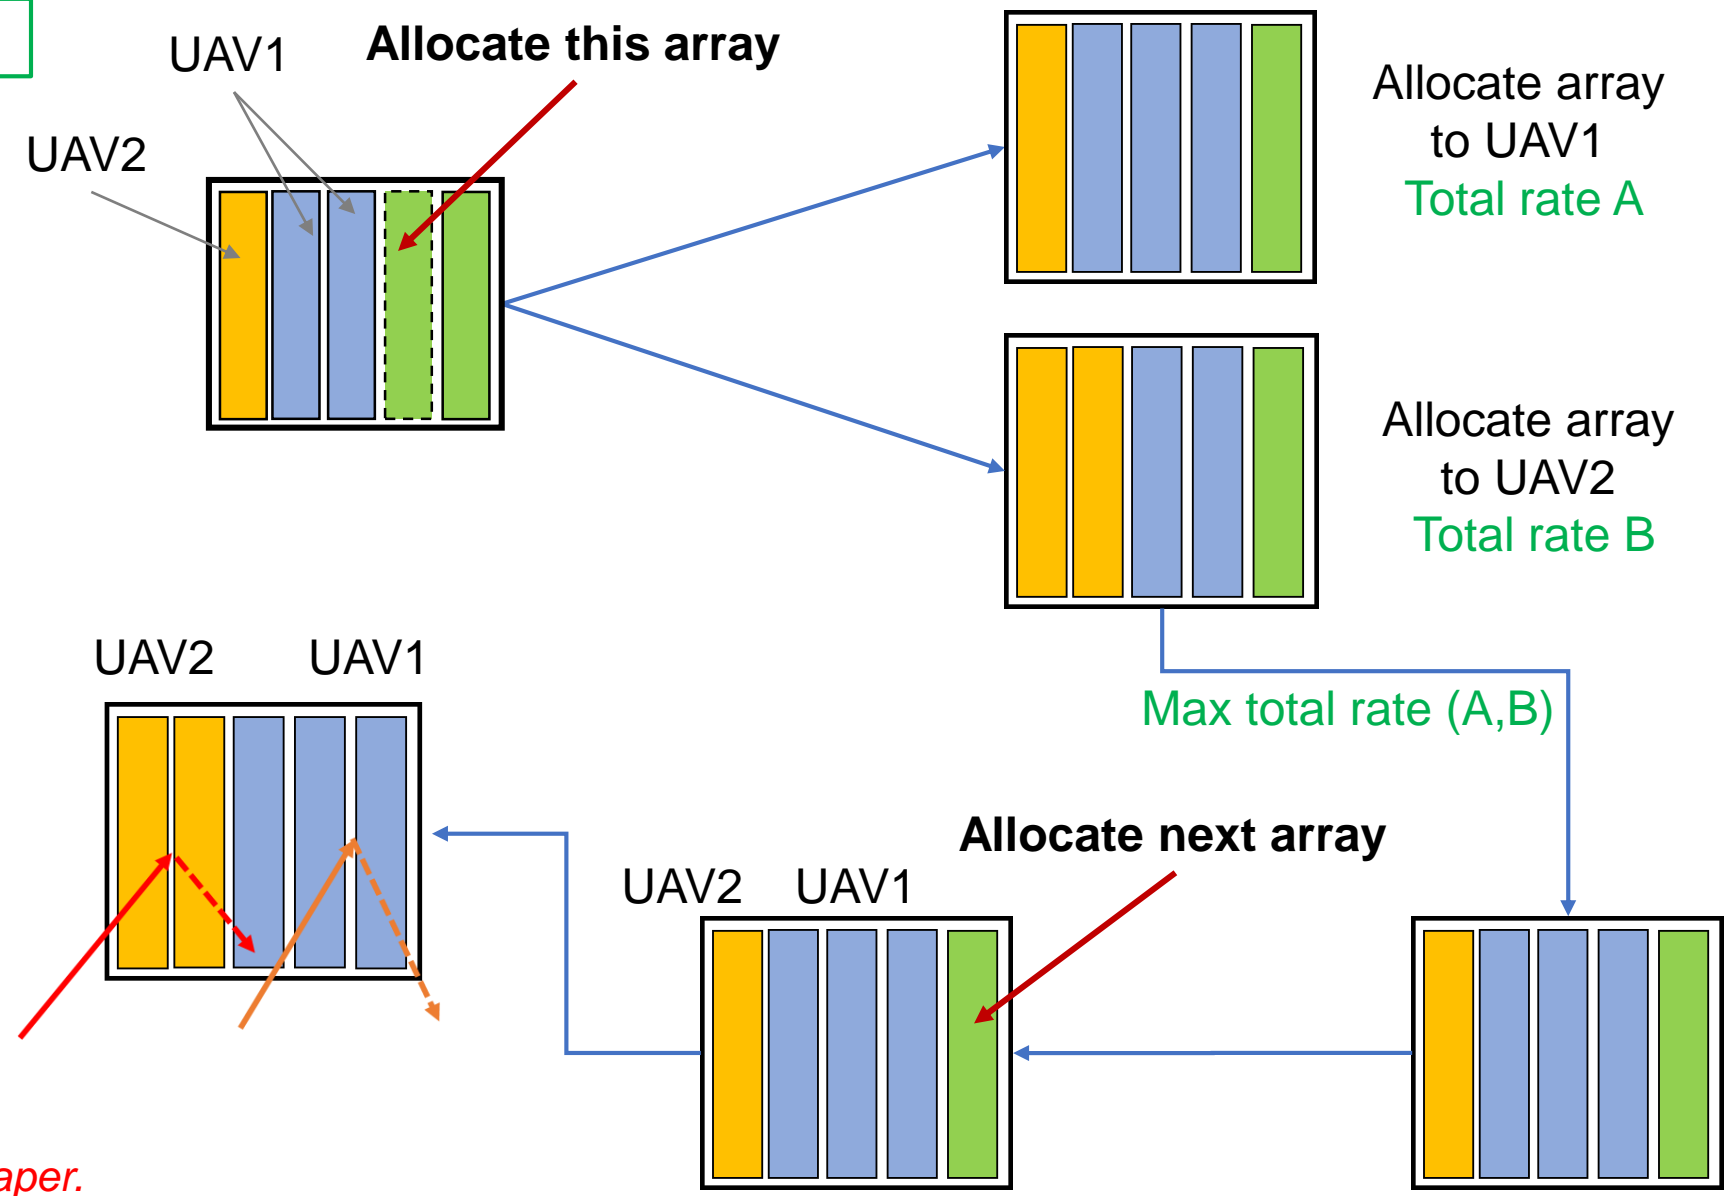 UAV1
Allocate this array
UAV2
Allocate array
to UAV1
Total rate A
Allocate array
to UAV2
Total rate B
UAV2
UAV1
Max total rate (A,B)
Allocate next array
UAV2
UAV1
aper.